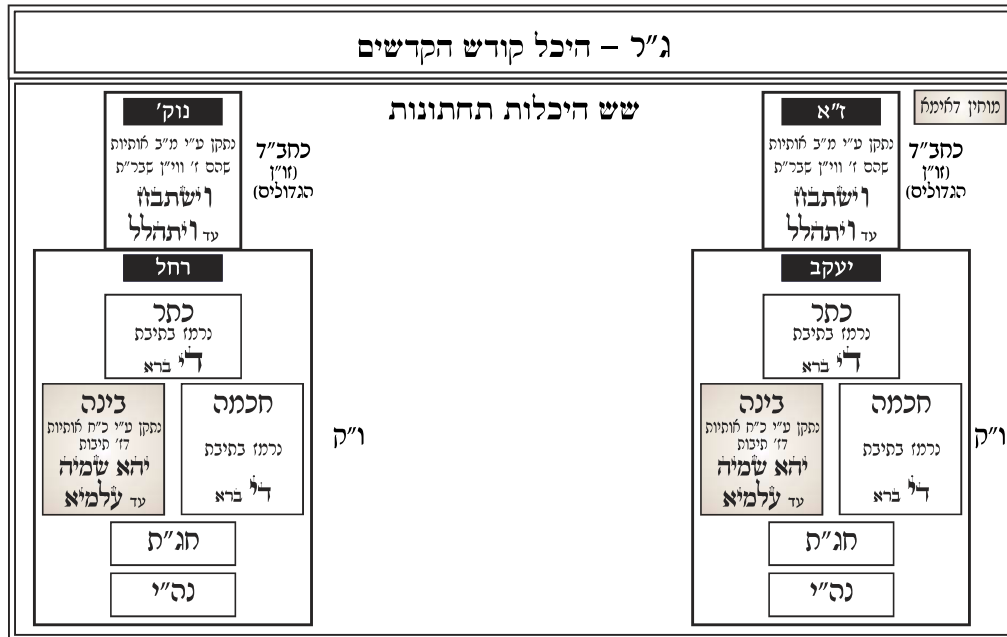 ג"ר – היכל קודש הקדשים
שש היכלות תחתונות
מוחין דאימא
ז"א
נתקן ע"י מ"ב אותיות
שהם ז' ווי"ן שבר"ת
וישתבח
עד ויתהלל
כחב"ד
(זו"ן
הגדולים)
יעקב
כתר
נרמז בתיבת
די ברא
חכמה
נרמז בתיבת
די ברא
בינה
נתקן ע"י כ"ח אותיות
דז' תיבות
יהא שמיה
עד עלמיא
חג"ת
נה"י
ו"ק
נוק'
נתקן ע"י מ"ב אותיות
שהם ז' ווי"ן שבר"ת
וישתבח
עד ויתהלל
כחב"ד
(זו"ן
הגדולים)
רחל
כתר
נרמז בתיבת
די ברא
חכמה
נרמז בתיבת
די ברא
בינה
נתקן ע"י כ"ח אותיות
דז' תיבות
יהא שמיה
עד עלמיא
חג"ת
נה"י
ו"ק